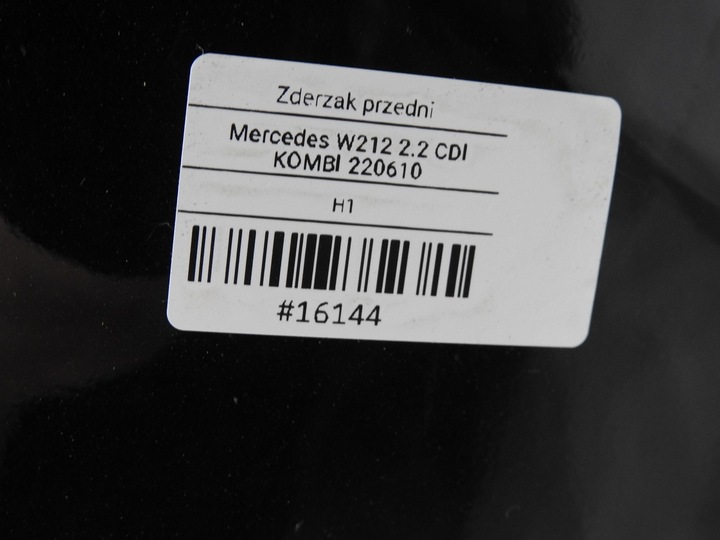 Zderzak przedni
Mercedes W212 2.2 CDI
KOMBI 220610
H1
#16144